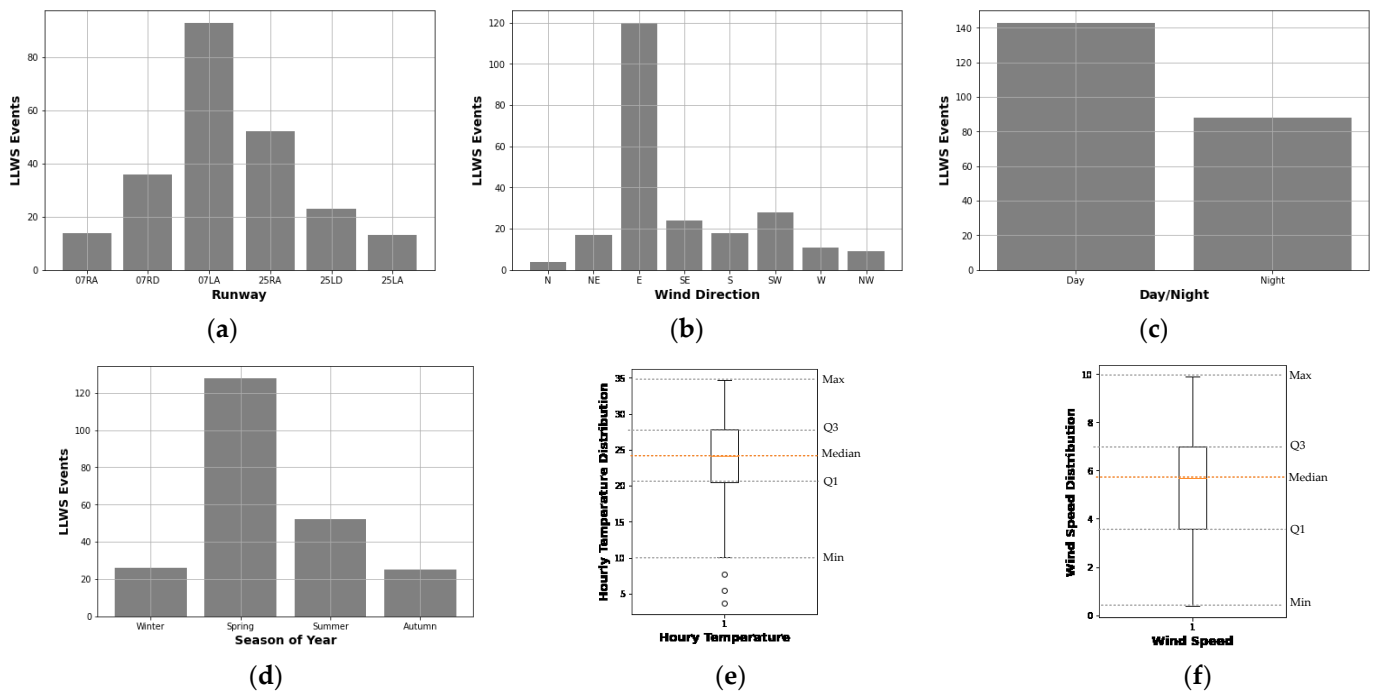 80
60
40
20
0
LLWS Events
07RA 07RD 07LA 25RA 25LD 25LA
Runway
(a)
120
100
80
60
40
20
0
LLWS Events
N NE E SE S SW W NW
Wind Direction
(b)
140
120
100
80
60
40
20
0
LLWS Events
Day Night
Day/Night
(c)
120
100
80
60
40
20
0
LLWS Events
Winter Spring Summer Autumn
Season of Year
(d)
35
30
25
20
15
10
5
Hourly Temperature Distribution
Max
Q3
Median
Q1
Min
1
Houry Temperature
(e)
10
8
6
4
2
0
Wind Speed Distribution
Max
Q3
Median
Q1
Min
1
Wind Speed
(f)